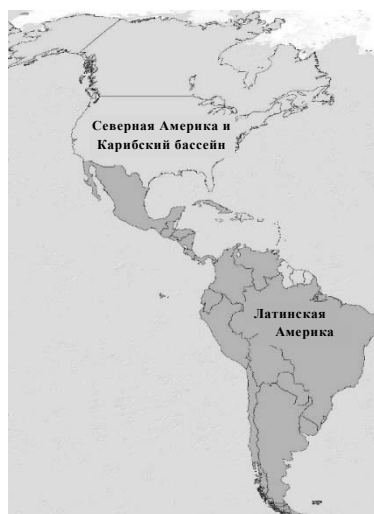 Северная Америка и
Карибский бассейн
Латинская
Америка